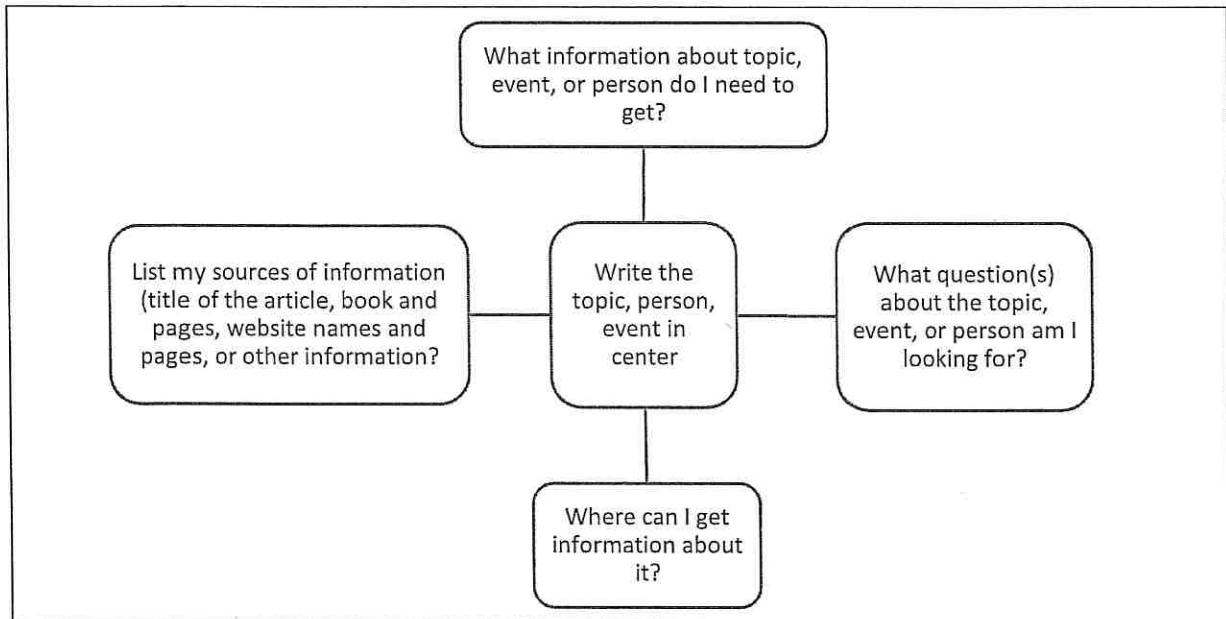 What information about topic,
event, or person do I need to
get?
List my sources of information
(title of the article, book and
pages, website names and
pages, or other information?
Write the
topic, person,
event in
center
What question(s)
about the topic,
event, or person am I
looking for?
Where can I get
information about
it?